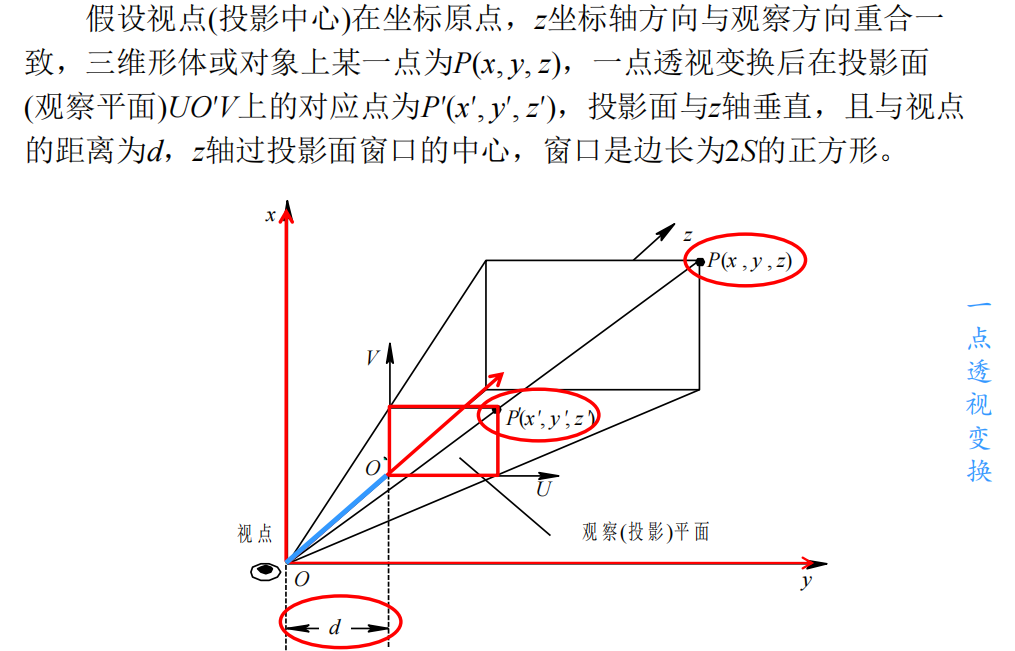 假设视点(投影中心)在坐标原点，z坐标轴方向与观察方向重合一
致，三维形体或对象上某一点为P(x, y, z)，一点透视变换后在投影面
(观察平面)UO'V上的对应点为P'(x', y', z')，投影面与z轴垂直，且与视点
的距离为d，z轴过投影面窗口的中心，窗口是边长为2S的正方形。
x
z
P(x , y , z)
V
P'(x', y', z')
O`
U
视点
观察(投影)平面
O
y
d
一点透视变换